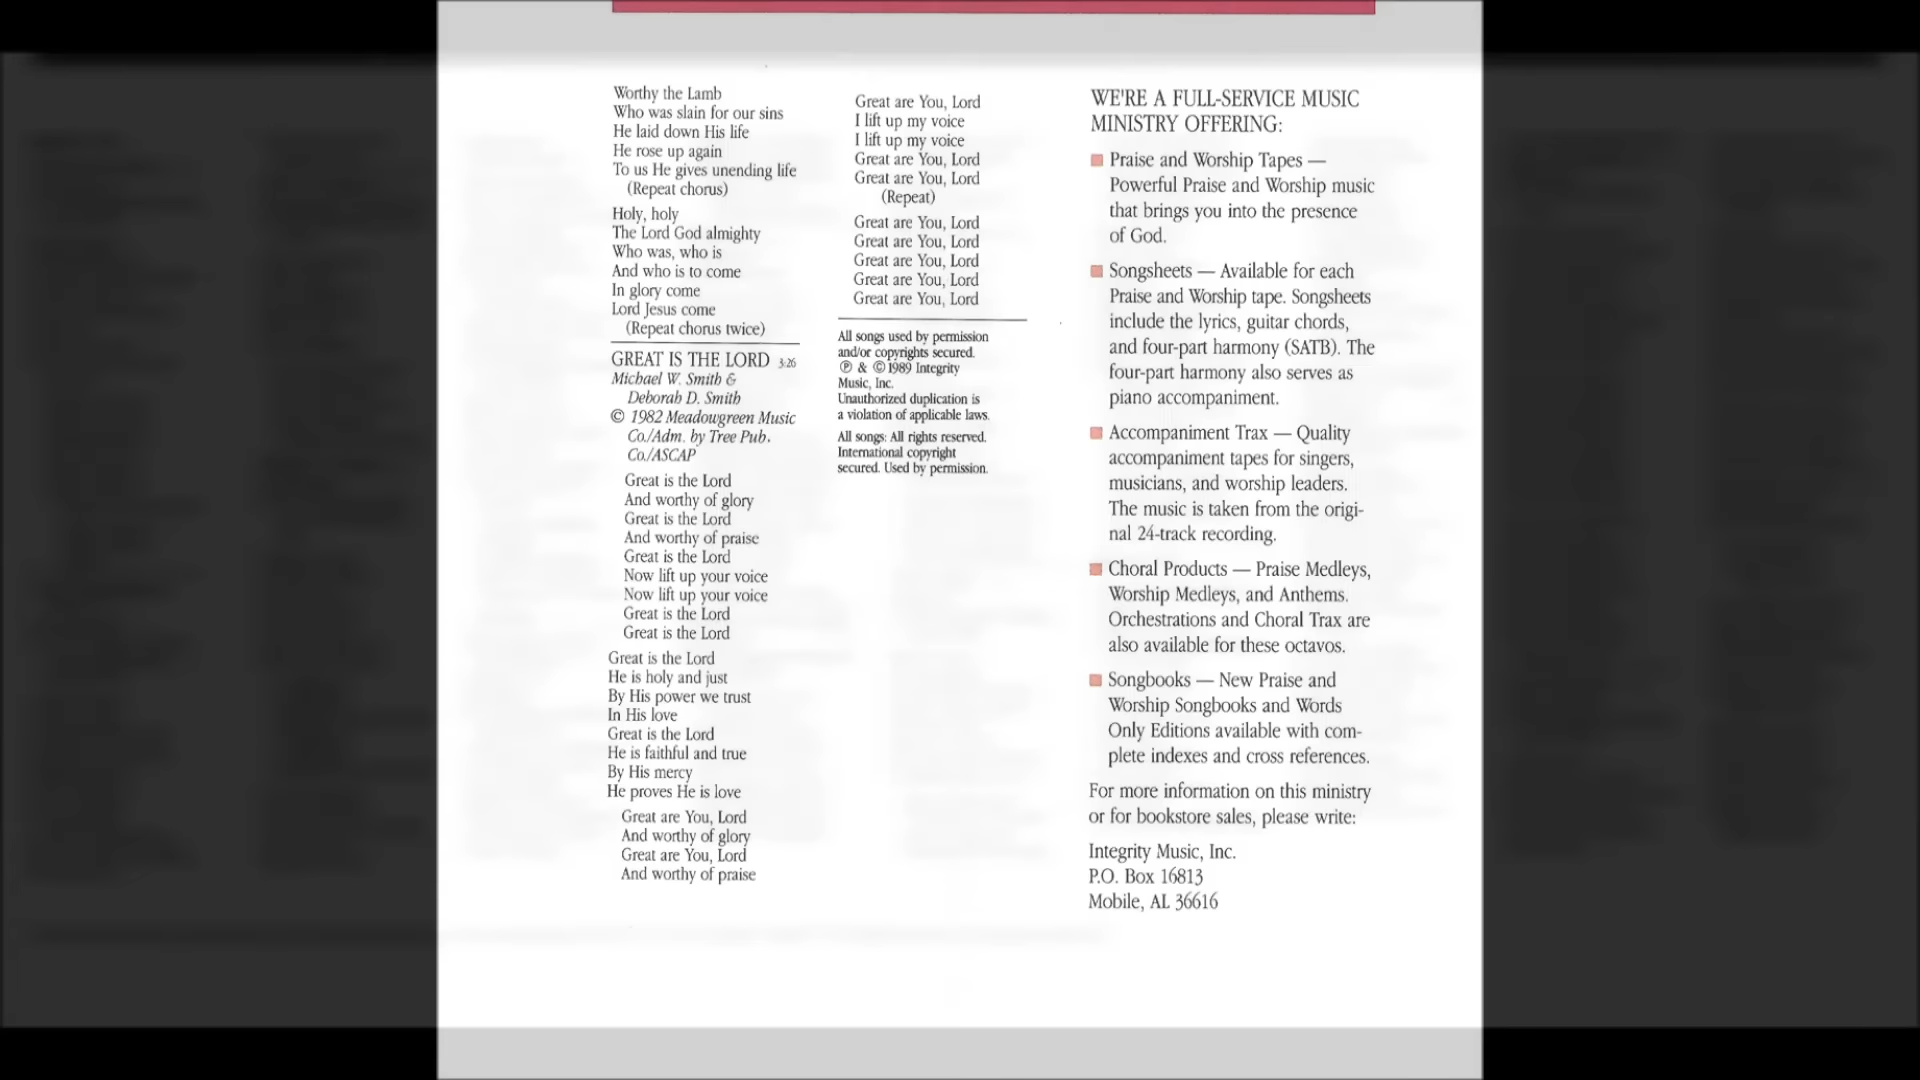 Worthy the Lamb
Who was slain for our sins
He laid down His life
He rose up again
To us He gives unending life
(Repeat chorus)
Holy, holy
The Lord God almighty
Who was, who is
And who is to come
In glory come
Lord Jesus come
(Repeat chorus twice)
GREAT IS THE LORD 3:26
Michael W. Smith &
Deborah D. Smith
© 1982 Meadowgreen Music
Co./Adm. by Tree Pub.
Co./ASCAP
Great is the Lord
And worthy of glory
Great is the Lord
And worthy of praise
Great is the Lord
Now lift up your voice
Now lift up your voice
Great is the Lord
Great is the Lord
Great is the Lord
He is holy and just
By His power we trust
In His love
Great is the Lord
He is faithful and true
By His mercy
He proves He is love
Great are You, Lord
And worthy of glory
Great are You, Lord
And worthy of praise
Great are You, Lord
I lift up my voice
I lift up my voice
Great are You, Lord
Great are You, Lord
(Repeat)
Great are You, Lord
Great are You, Lord
Great are You, Lord
Great are You, Lord
Great are You, Lord
All songs used by permission
and/or copyrights secured.
℗ & © 1989 Integrity
Music, Inc.
Unauthorized duplication is
a violation of applicable laws.
All songs: All rights reserved.
International copyright
secured. Used by permission.
WE'RE A FULL-SERVICE MUSIC
MINISTRY OFFERING:
Praise and Worship Tapes —
Powerful Praise and Worship music
that brings you into the presence
of God.
Songsheets — Available for each
Praise and Worship tape. Songsheets
include the lyrics, guitar chords,
and four-part harmony (SATB). The
four-part harmony also serves as
piano accompaniment.
Accompaniment Trax — Quality
accompaniment tapes for singers,
musicians, and worship leaders.
The music is taken from the origi-
nal 24-track recording.
Choral Products — Praise Medleys,
Worship Medleys, and Anthems.
Orchestrations and Choral Trax are
also available for these octavos.
Songbooks — New Praise and
Worship Songbooks and Words
Only Editions available with com-
plete indexes and cross references.
For more information on this ministry
or for bookstore sales, please write:
Integrity Music, Inc.
P.O. Box 16813
Mobile, AL 36616